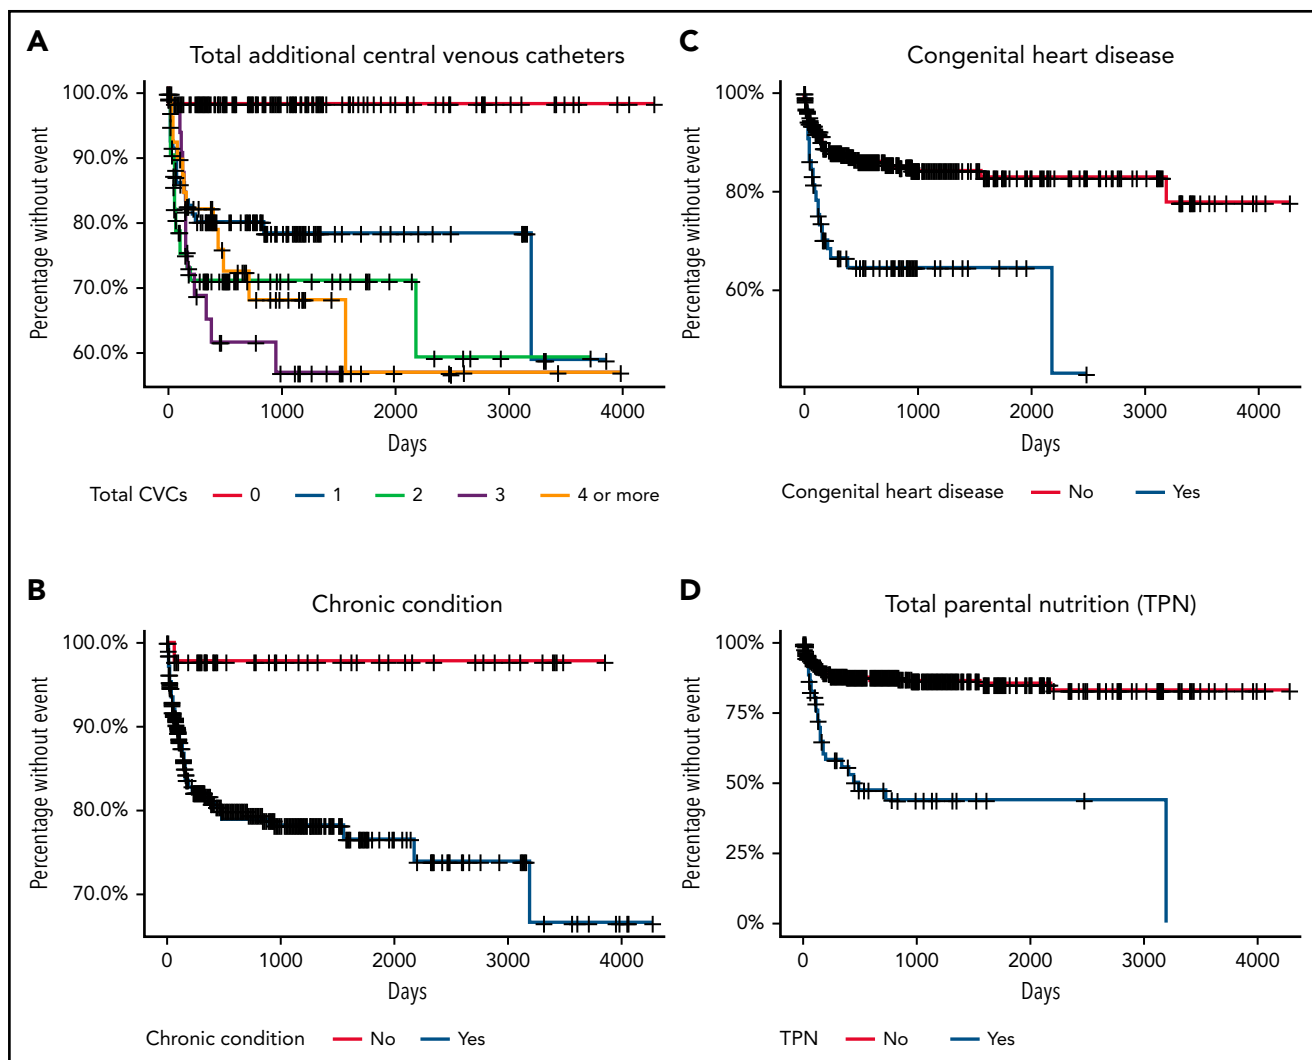 A
Total additional central venous catheters
Percentage without event
100.0%
90.0%
80.0%
70.0%
60.0%
0 1000 2000 3000 4000
Days
Total CVCs 0 1 2 3 4 or more
B
Chronic condition
Percentage without event
100.0%
90.0%
80.0%
70.0%
0 1000 2000 3000 4000
Days
Chronic condition No Yes
C
Congenital heart disease
Percentage without event
100.0%
80%
60%
0 1000 2000 3000 4000
Days
Congenital heart disease No Yes
D
Total parental nutrition (TPN)
Percentage without event
100%
75%
50%
25%
0%
0 1000 2000 3000 4000
Days
TPN No Yes